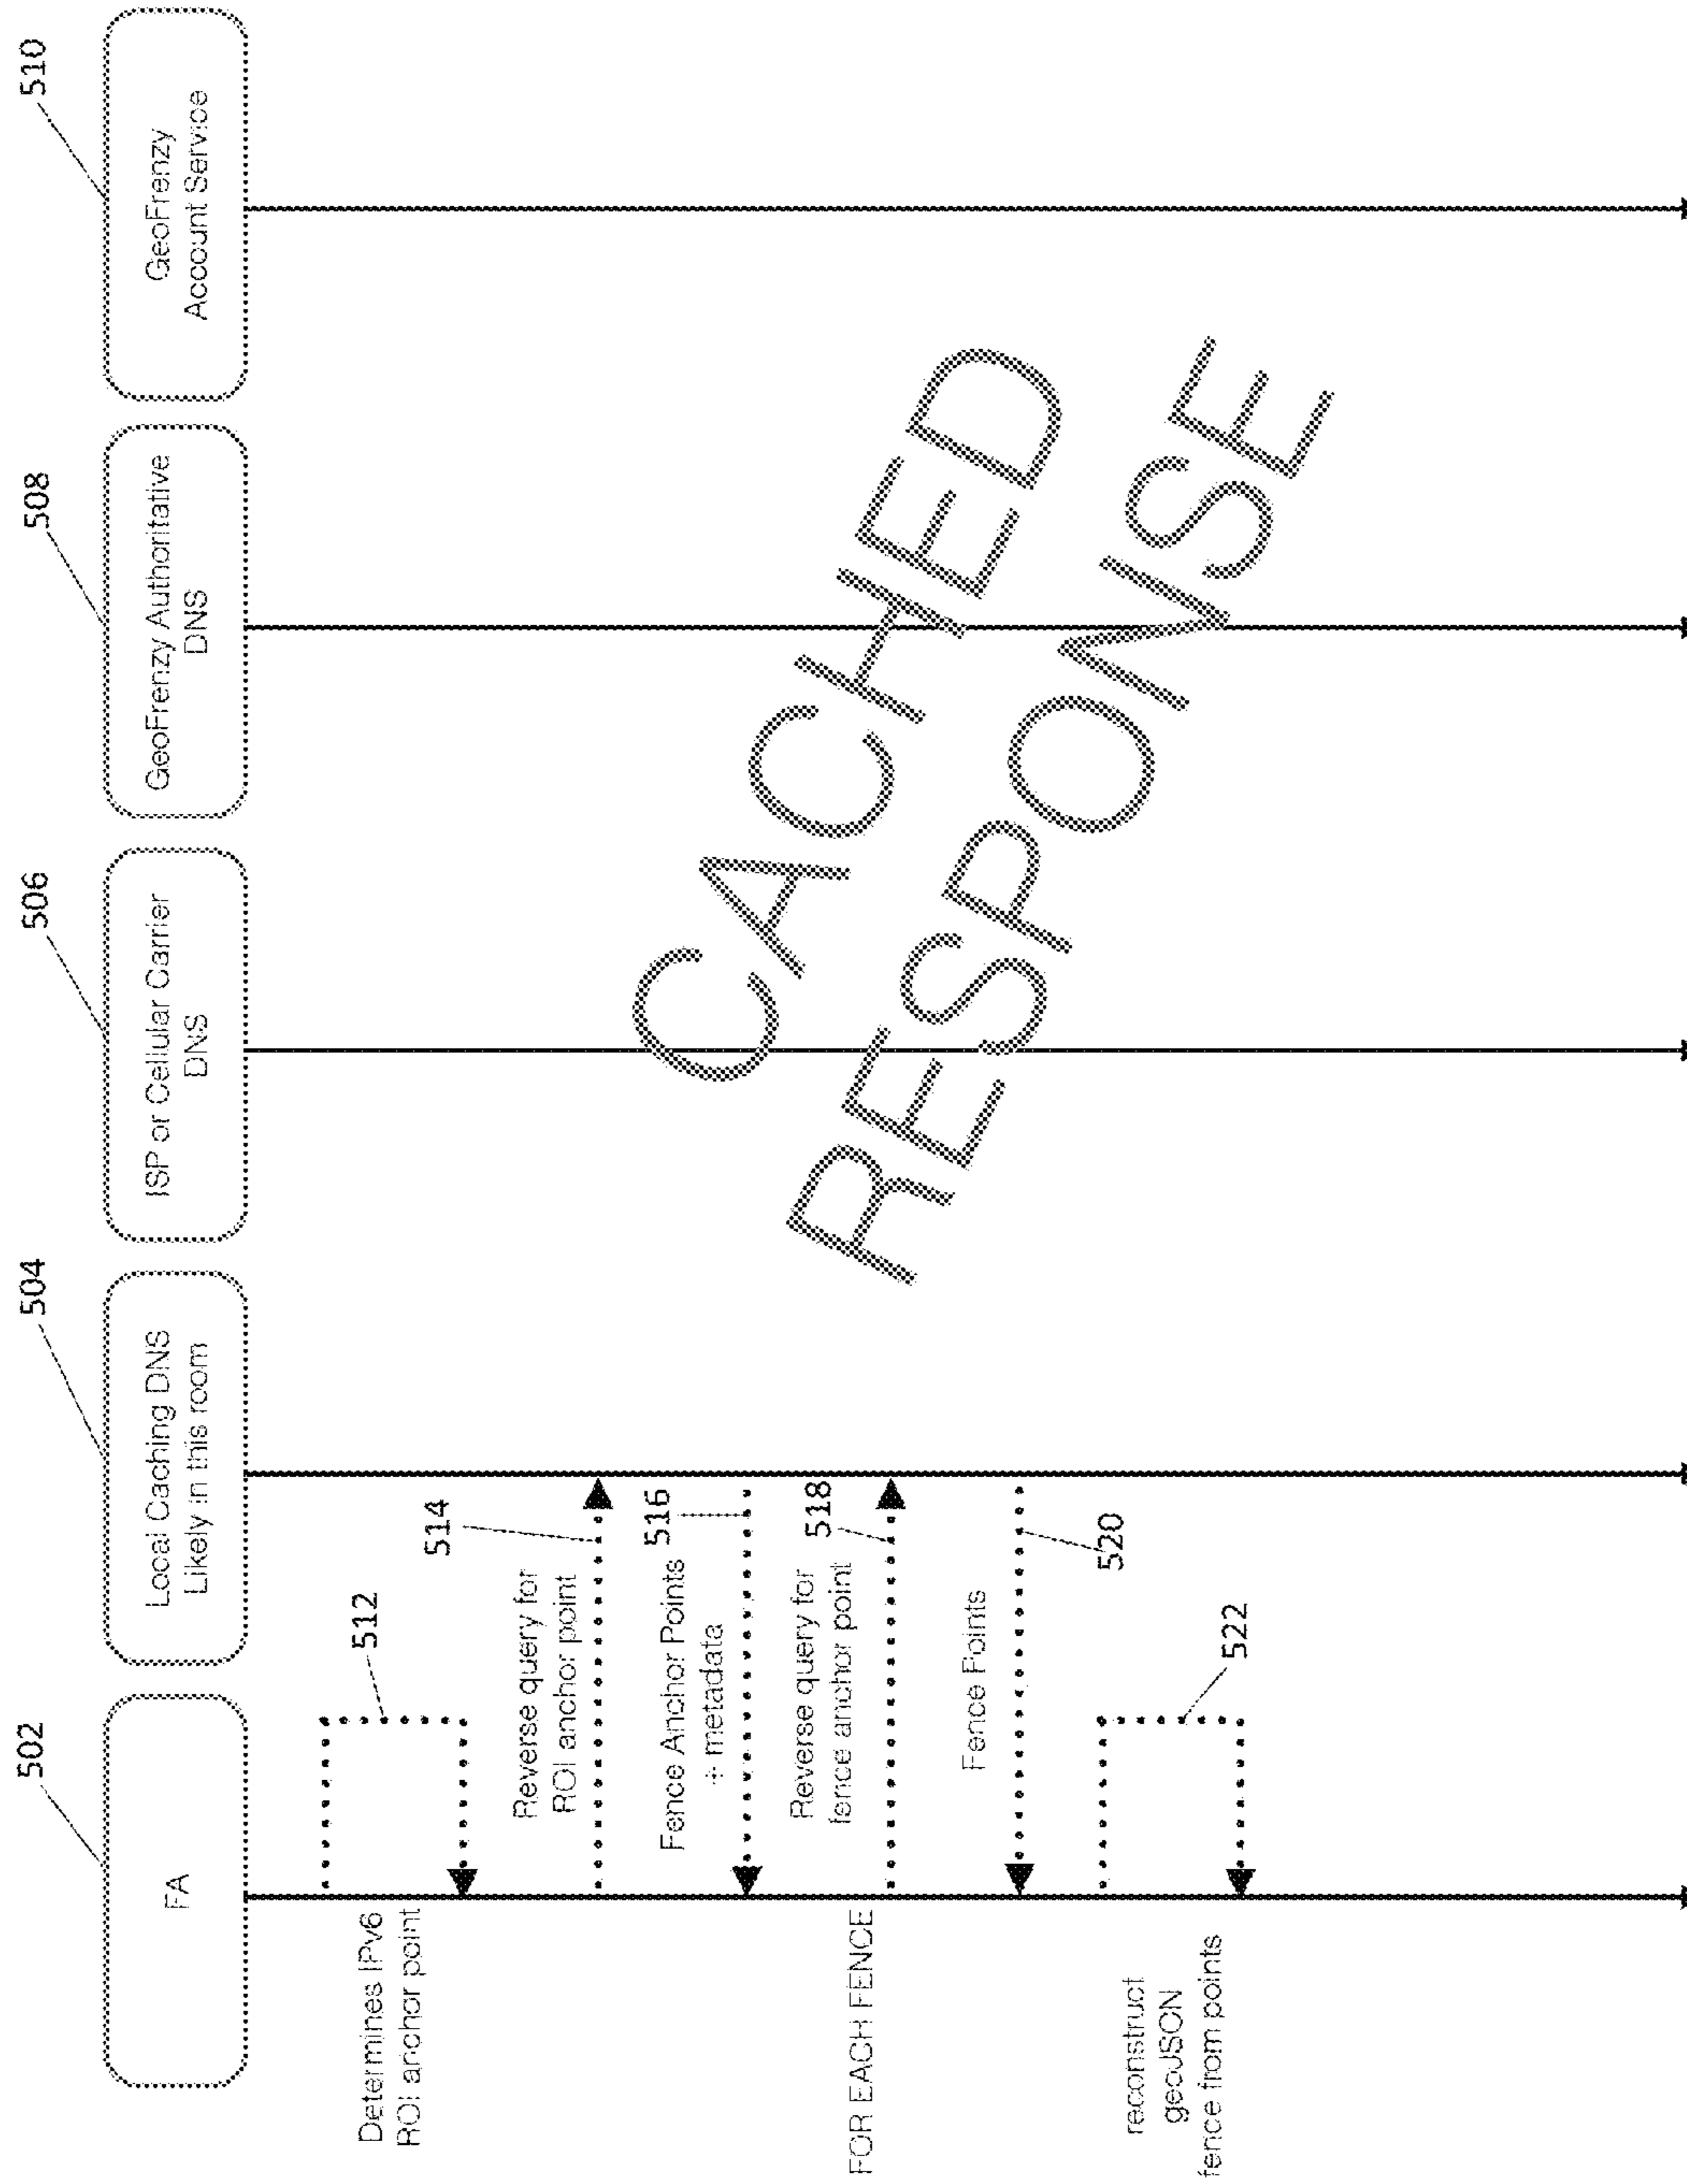 502
504
506
508
510
FA
Local Caching DNS
Likely in this room
ISP or Cellular Carrier
DNS
GeoFrenzy Authoritative
DNS
GeoFrenzy
Account Service
Determines IPv6
ROI anchor point
512
Reverse query for
ROI anchor point
514
Fence Anchor Points
+ metadata
516
FOR EACH FENCE
Reverse query for
fence anchor point
518
Fence Points
520
reconstruct
geoJSON
fence from points
522
CACHED
RESPONSE